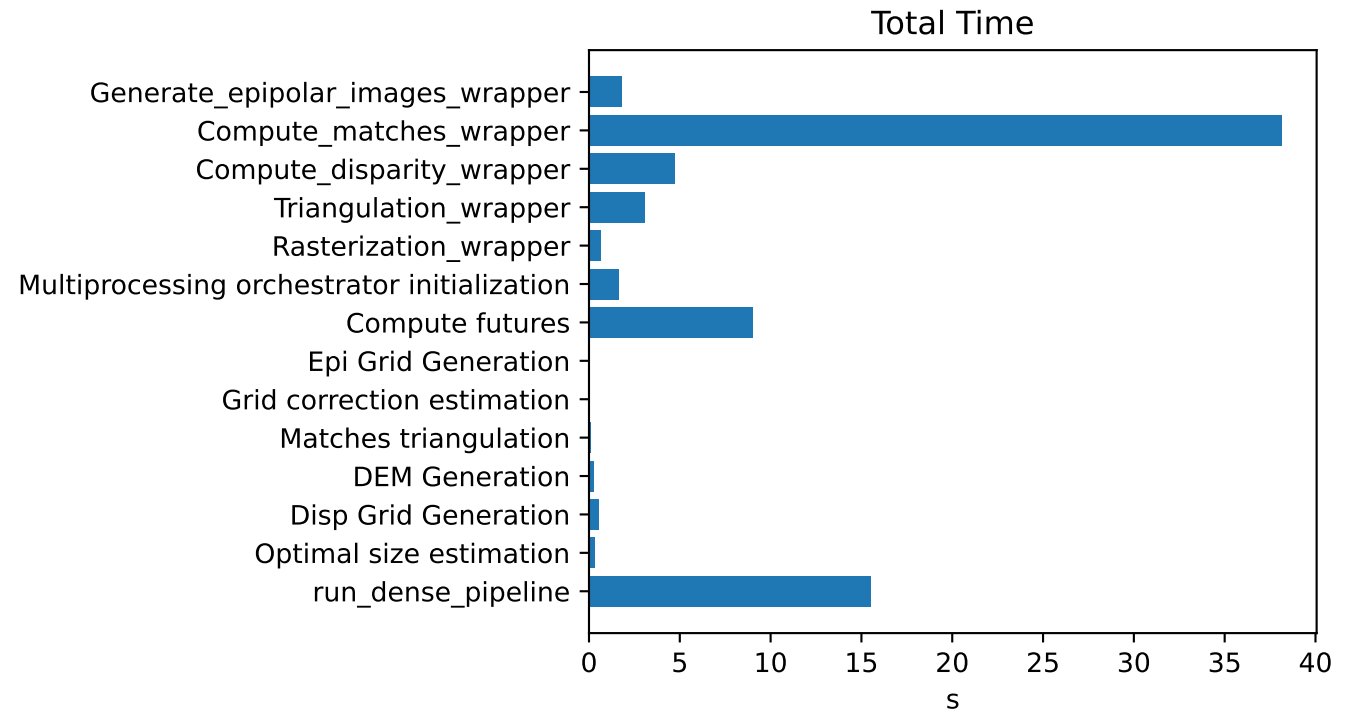 Total Time
Generate_epipolar_images_wrapper
Compute_matches_wrapper
Compute_disparity_wrapper
Triangulation_wrapper
Rasterization_wrapper
Multiprocessing orchestrator initialization
Compute futures
Epi Grid Generation
Grid correction estimation
Matches triangulation
DEM Generation
Disp Grid Generation
Optimal size estimation
run_dense_pipeline
0 5 10 15 20 25 30 35 40
s